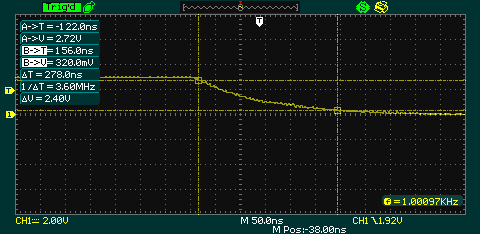 Trig'd
T
A->T=-122.0ns
A->V=2.72V
B->T=156.0ns
B->V=320.0mV
ΔT=278.0ns
1/ΔT=3.60MHz
ΔV=2.40V
T
1
F=1.00097KHz
CH1 2.00V M 50.0ns CH1 1.92V
M Pos:-38.00ns